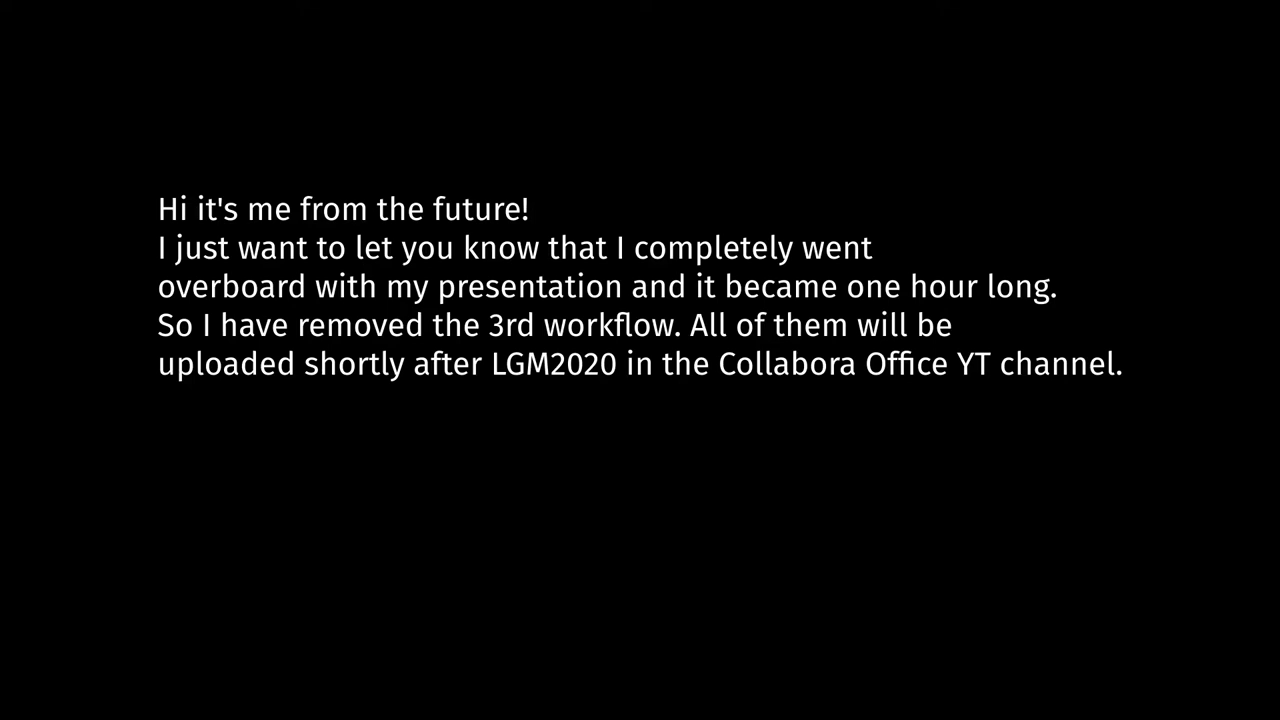 Hi it's me from the future!
I just want to let you know that I completely went
overboard with my presentation and it became one hour long.
So I have removed the 3rd workflow. All of them will be
uploaded shortly after LGM2020 in the Collabora Office YT channel.